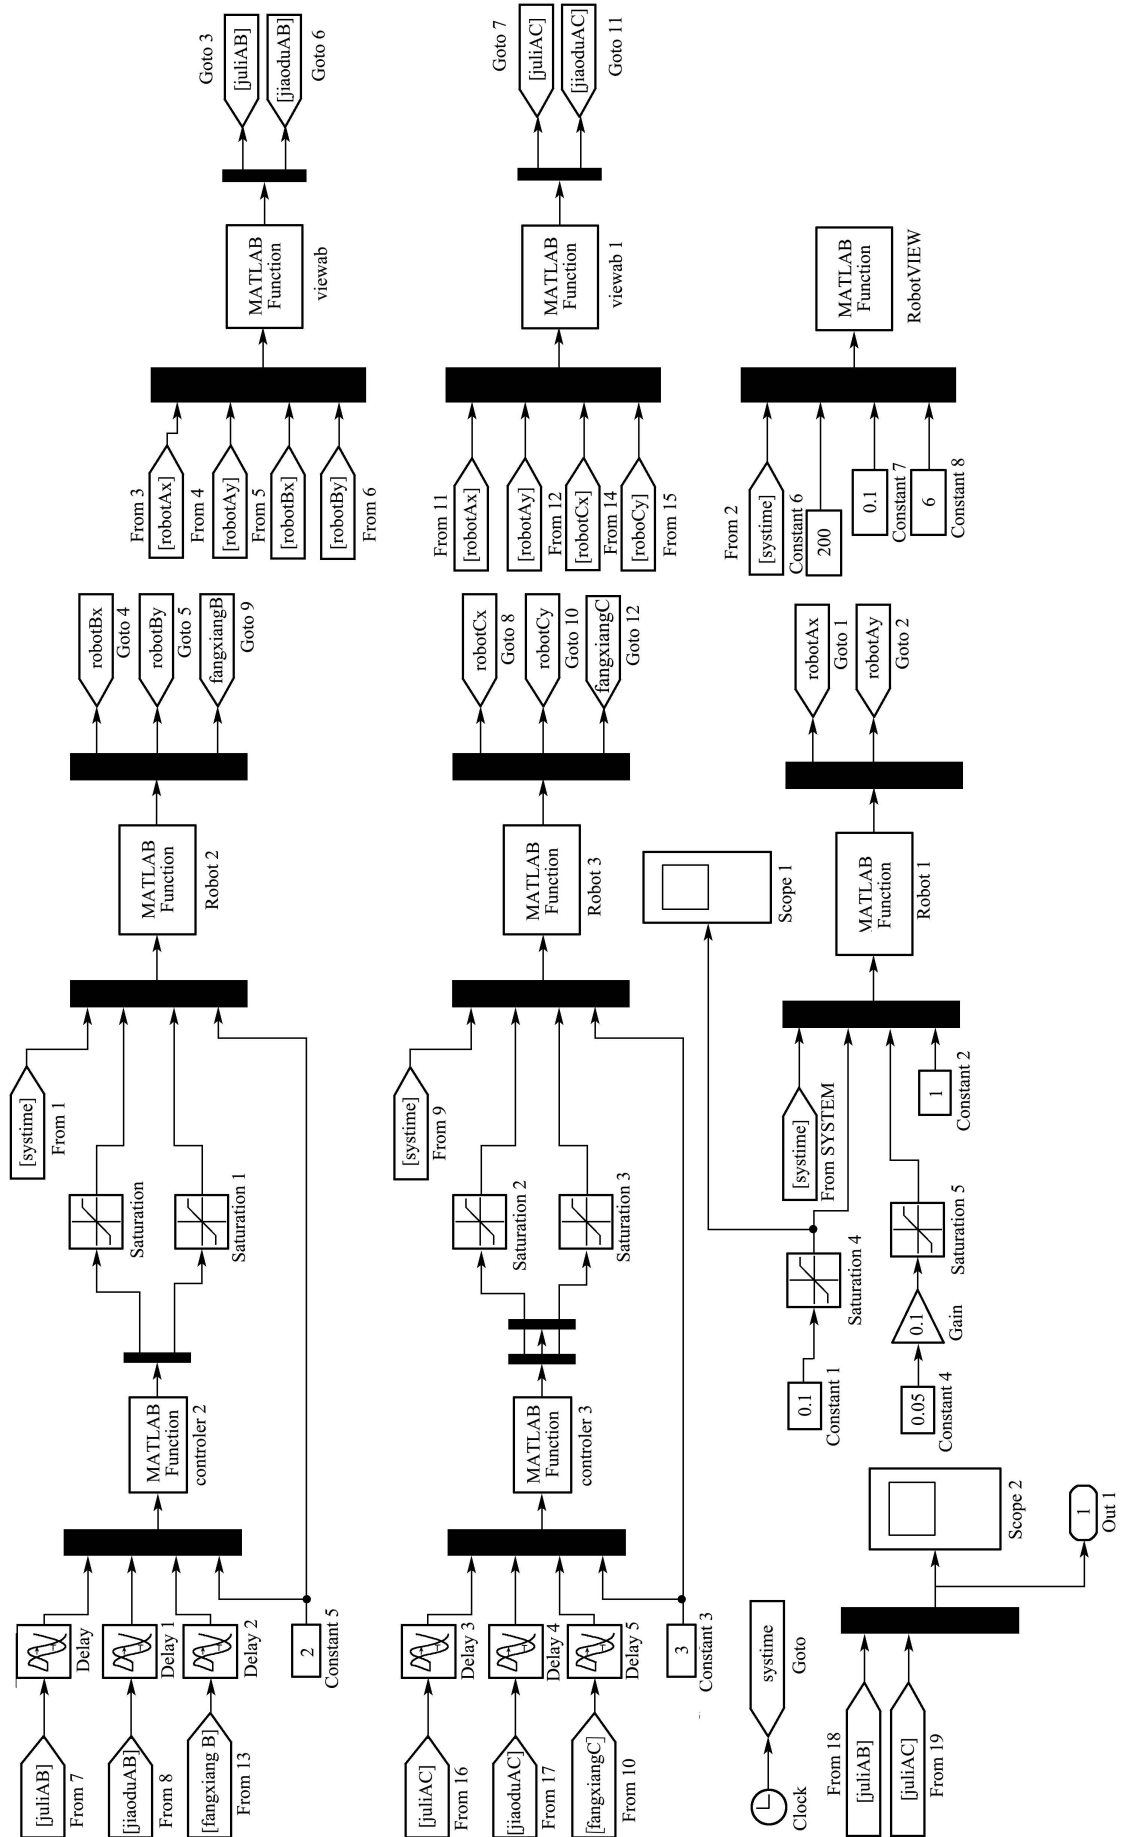 [juliAB]
From 7
Delay
[jiaoduAB]
From 8
Delay 1
[fangxiang B]
From 13
Delay 2
2
Constant 5
MATLAB
Function
controler 2
Saturation
Saturation 1
[systime]
From 1
MATLAB
Function
Robot 2
robotBx
Goto 4
robotBy
Goto 5
fangxiangB
Goto 9
From 3
[robotAx]
From 4
[robotAy]
From 5
[robotBx]
[robotBy]
From 6
MATLAB
Function
viewab
Goto 3
[juliAB]
[jiaoduAB]
Goto 6
[juliAC]
From 16
Delay 3
[jiaoduAC]
From 17
Delay 4
[fangxiangC]
From 10
Delay 5
3
Constant 3
MATLAB
Function
controler 3
Saturation 2
Saturation 3
[systime]
From 9
MATLAB
Function
Robot 3
robotCx
Goto 8
robotCy
Goto 10
fangxiangC
Goto 12
From 11
[robotAx]
[robotAy]
From 12
[robotCx]
From 14
[roboCy]
From 15
MATLAB
Function
viewab 1
Goto 7
[juliAC]
[jiaoduAC]
Goto 11
Clock
systime
Goto
From 18
[juliAB]
[juliAC]
From 19
Scope 2
1
Out 1
0.1
Constant 1
Saturation 4
0.05
Constant 4
0.1
Gain
Saturation 5
[systime]
From SYSTEM
1
Constant 2
Scope 1
MATLAB
Function
Robot 1
robotAx
Goto 1
robotAy
Goto 2
From 2
[systime]
Constant 6
200
0.1
Constant 7
6
Constant 8
MATLAB
Function
RobotVIEW